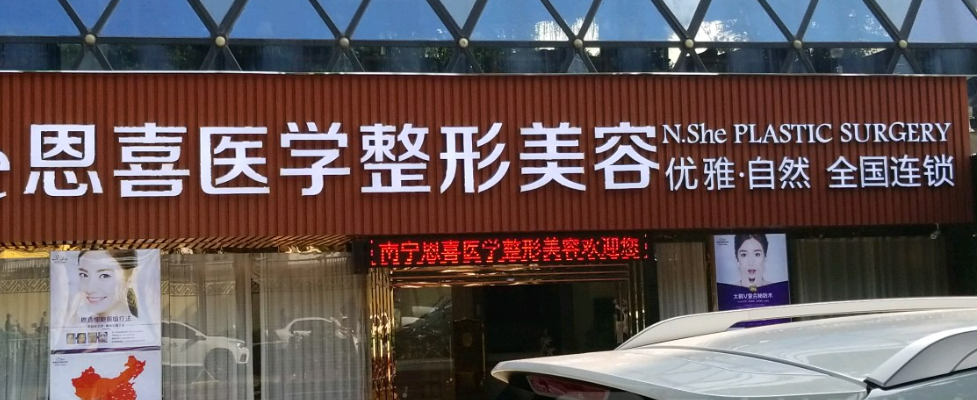 恩喜医学整形美容
N.She PLASTIC SURGERY
优雅·自然 全国连锁
南宁恩喜医学整形美容欢迎您